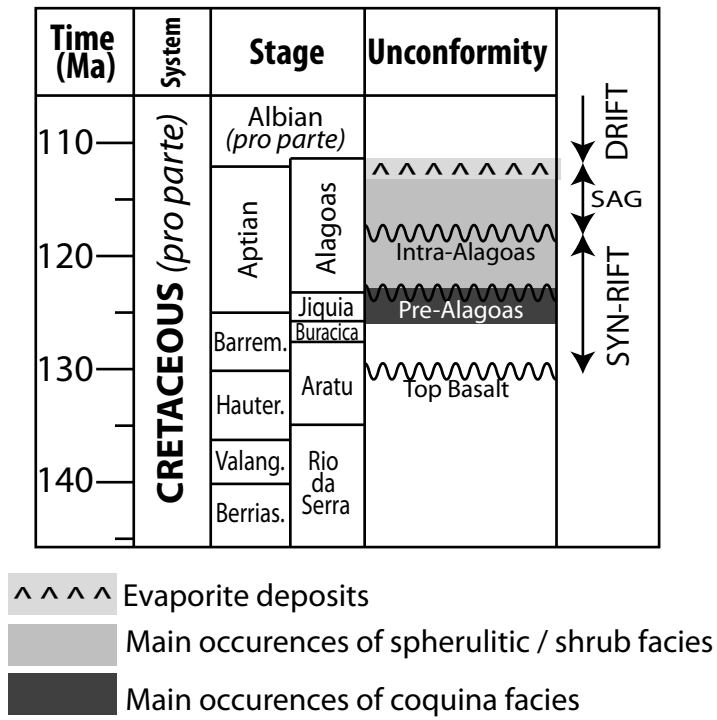 Time
(Ma)
System
Stage
Unconformity
110
120
130
140
CRETACEOUS (pro parte)
Albian
(pro parte)
Aptian
Barrem.
Hauter.
Valang.
Berrias.
Alagoas
Jiquia
Buracica
Aratu
Rio
da
Serra
^ ^ ^ ^ ^ ^ ^
Intra-Alagoas
Pre-Alagoas
Top Basalt
DRIFT
SAG
SYN-RIFT
^ ^ ^ ^ Evaporite deposits
Main occurences of spherulitic / shrub facies
Main occurences of coquina facies